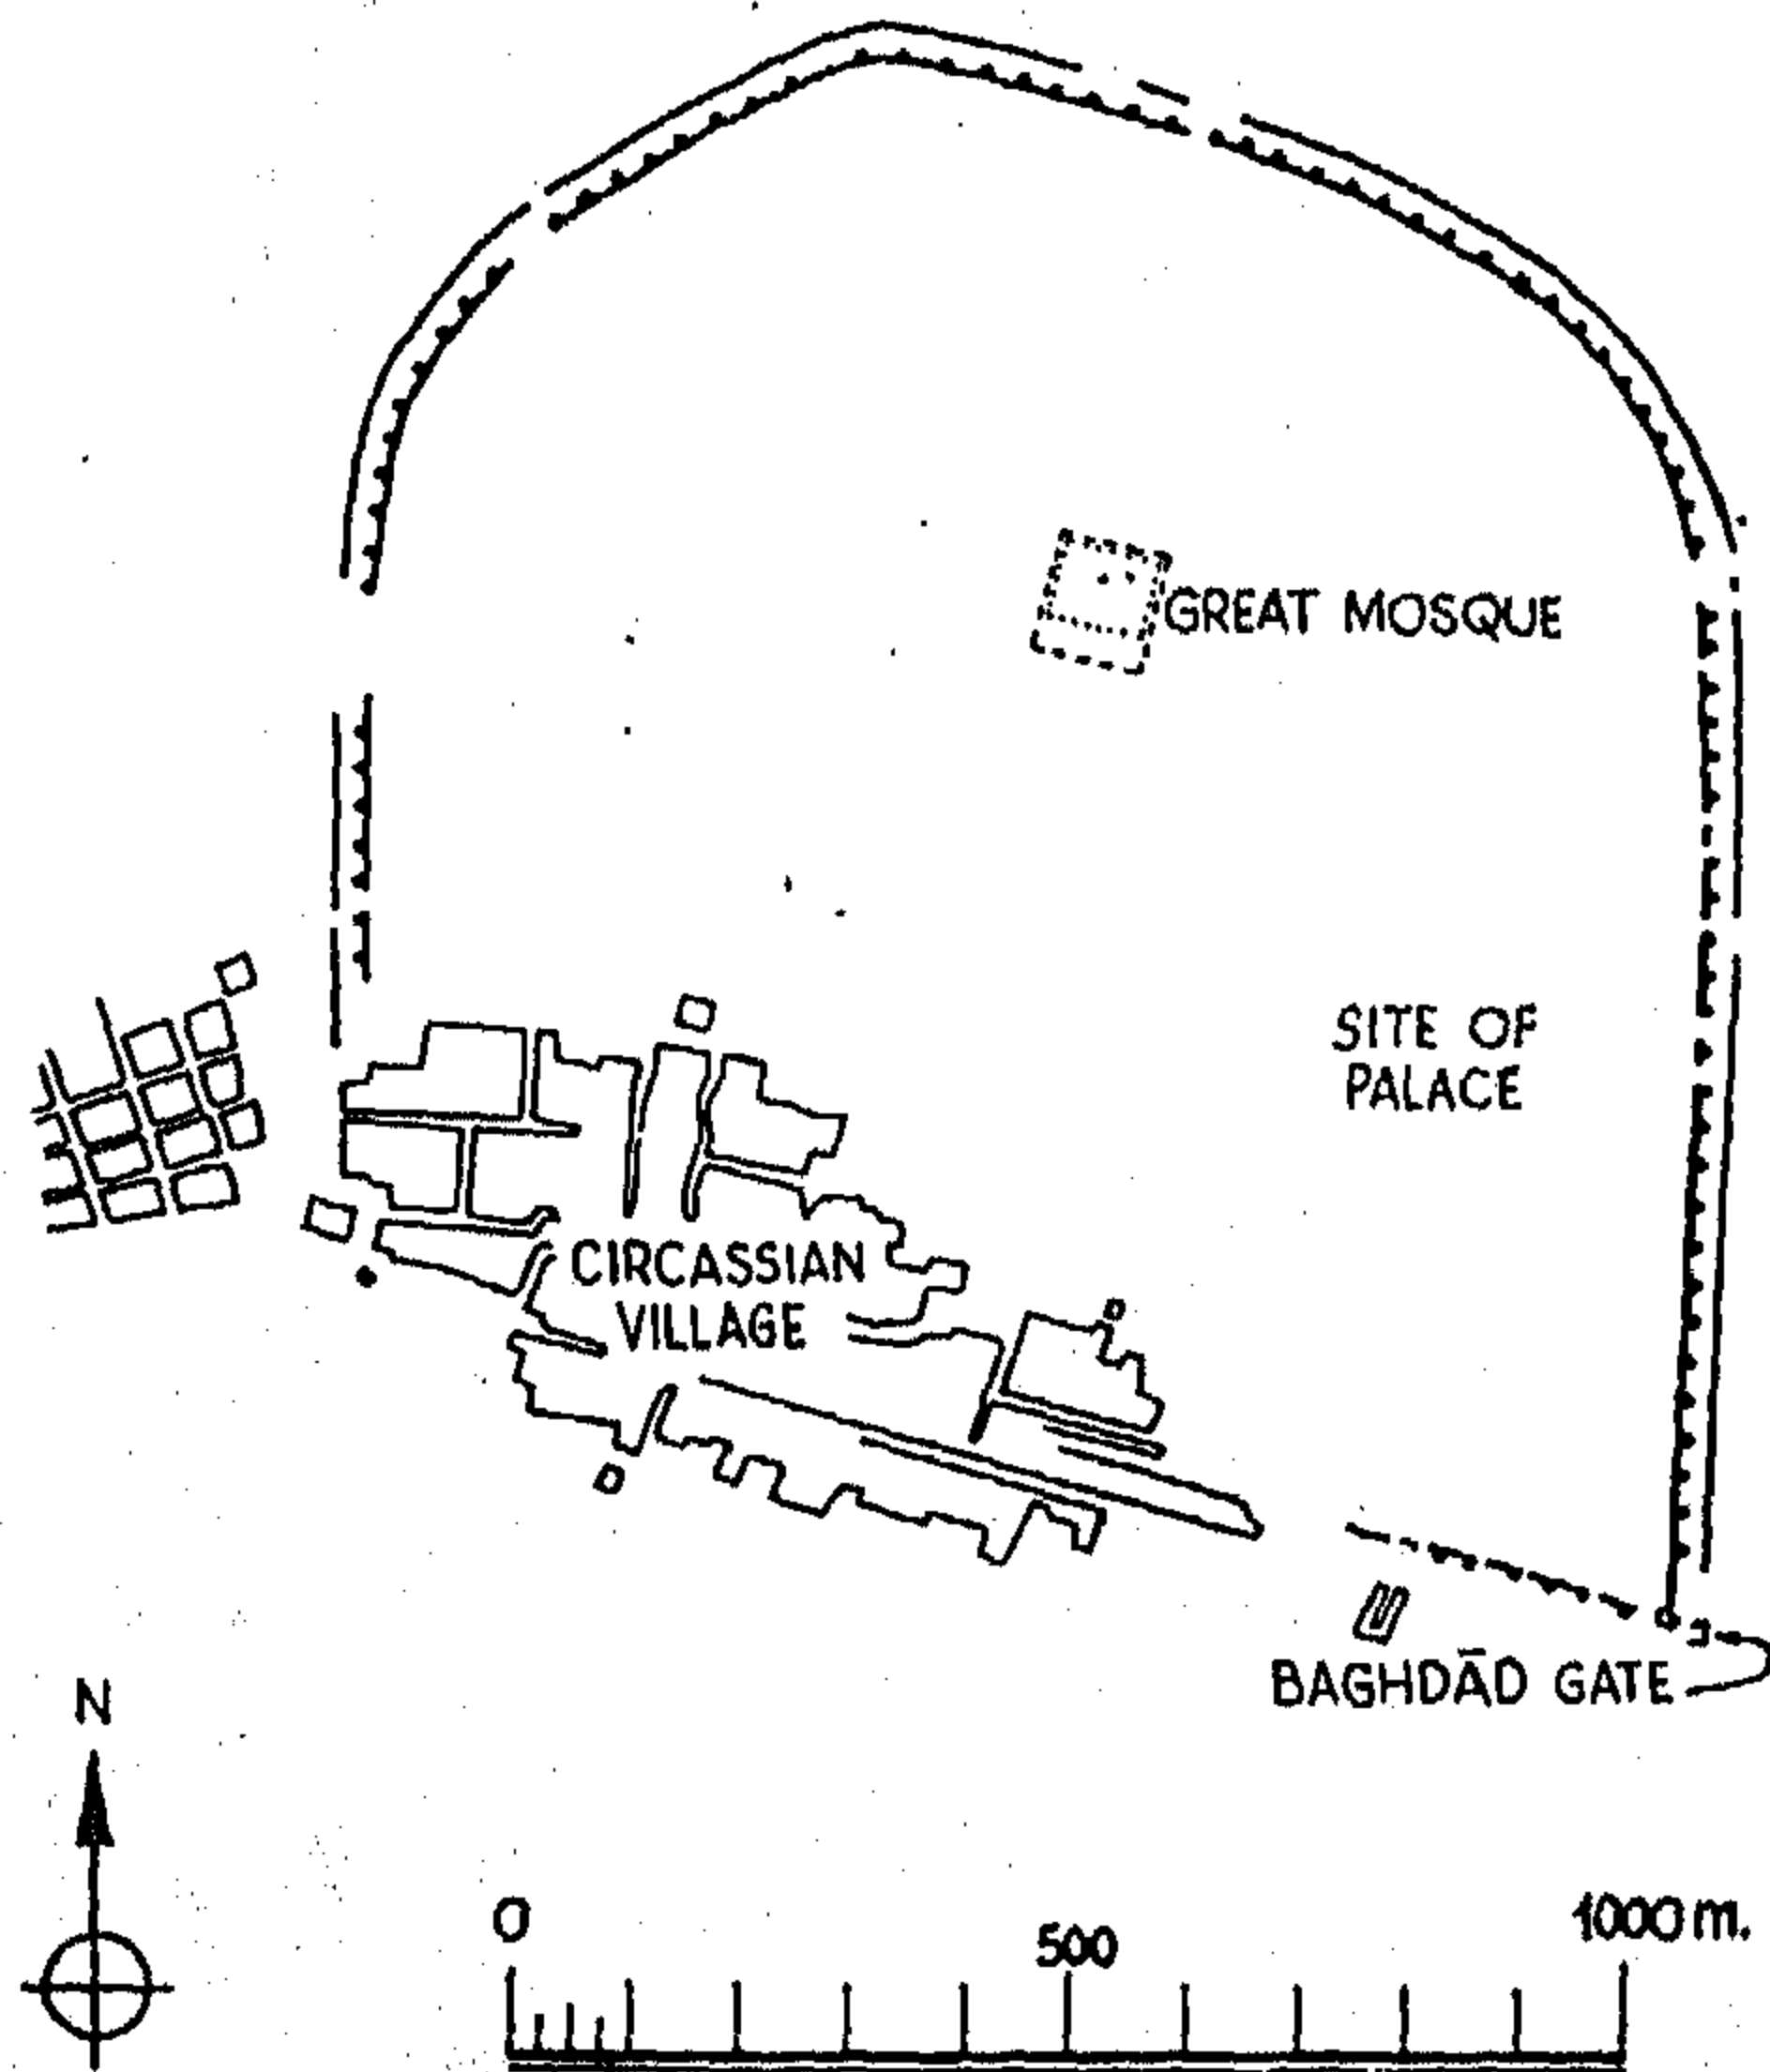 GREAT MOSQUE
SITE OF
PALACE
CIRCASSIAN
VILLAGE
BAGHDĀD GATE
N
0
500
1000 m.